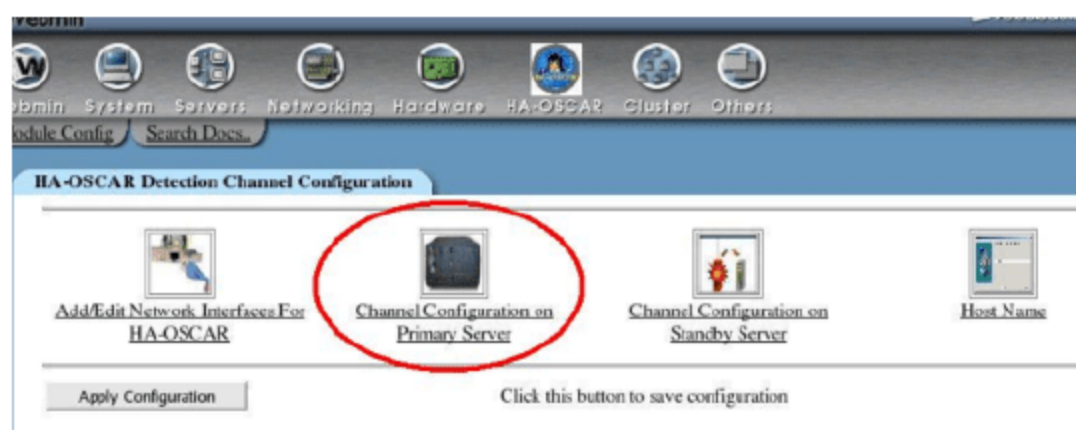 System Servers Networking Hardware HA-OSCAR Cluster Others
Config Search Docs..
HA-OSCAR Detection Channel Configuration
Add/Edit Network Interfaces For
HA-OSCAR
Channel Configuration on
Primary Server
Channel Configuration on
Standby Server
Host Name
Apply Configuration Click this button to save configuration